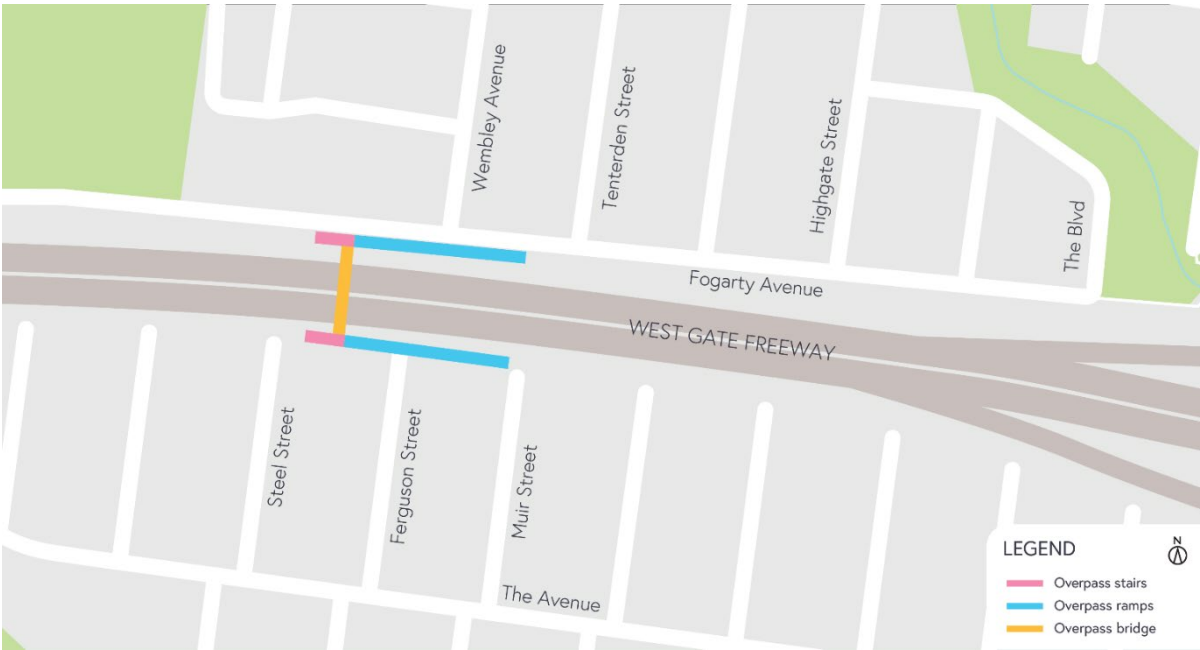 Wembley Avenue
Tenterden Street
Highgate Street
The Blvd
Fogarty Avenue
WEST GATE FREEWAY
Steel Street
Ferguson Street
Muir Street
The Avenue
LEGEND
N
Overpass stairs
Overpass ramps
Overpass bridge